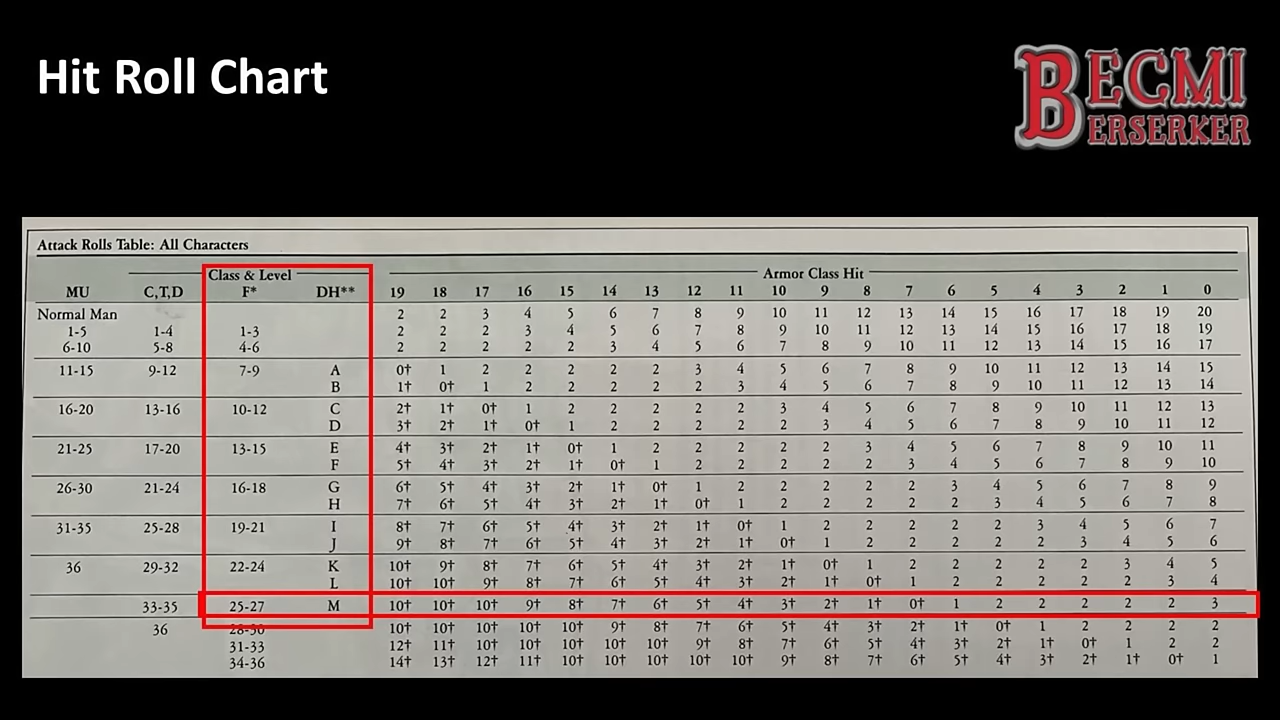 Hit Roll Chart
BECMI
BERSERKER
Attack Rolls Table: All Characters
Class & Level Armor Class Hit
MU C,T,D F* DH** 19 18 17 16 15 14 13 12 11 10 9 8 7 6 5 4 3 2 1 0
Normal Man 2 2 3 4 5 6 7 8 9 10 11 12 13 14 15 16 17 18 19 20
1-5 1-4 1-3 2 2 2 3 4 5 6 7 8 9 10 11 12 13 14 15 16 17 18 19
6-10 5-8 4-6 2 2 2 2 2 3 4 5 6 7 8 9 10 11 12 13 14 15 16 17
11-15 9-12 7-9 A 0† 1 2 2 2 2 2 3 4 5 6 7 8 9 10 11 12 13 14 15
B 1† 0† 1 2 2 2 2 2 3 4 5 6 7 8 9 10 11 12 13 14
16-20 13-16 10-12 C 2† 1† 0† 1 2 2 2 2 2 3 4 5 6 7 8 9 10 11 12 13
D 3† 2† 1† 0† 1 2 2 2 2 2 3 4 5 6 7 8 9 10 11 12
21-25 17-20 13-15 E 4† 3† 2† 1† 0† 1 2 2 2 2 2 3 4 5 6 7 8 9 10 11
F 5† 4† 3† 2† 1† 0† 1 2 2 2 2 2 3 4 5 6 7 8 9 10
26-30 21-24 16-18 G 6† 5† 4† 3† 2† 1† 0† 1 2 2 2 2 2 3 4 5 6 7 8 9
H 7† 6† 5† 4† 3† 2† 1† 0† 1 2 2 2 2 2 3 4 5 6 7 8
31-35 25-28 19-21 I 8† 7† 6† 5† 4† 3† 2† 1† 0† 1 2 2 2 2 2 3 4 5 6 7
J 9† 8† 7† 6† 5† 4† 3† 2† 1† 0† 1 2 2 2 2 2 3 4 5 6
36 29-32 22-24 K 10† 9† 8† 7† 6† 5† 4† 3† 2† 1† 0† 1 2 2 2 2 2 3 4 5
L 10† 10† 9† 8† 7† 6† 5† 4† 3† 2† 1† 0† 1 2 2 2 2 2 3 4
33-35 25-27 M 10† 10† 10† 9† 8† 7† 6† 5† 4† 3† 2† 1† 0† 1 2 2 2 2 2 3
36 28-30 10† 10† 10† 10† 10† 9† 8† 7† 6† 5† 4† 3† 2† 1† 0† 1 2 2 2 2
31-33 12† 11† 10† 10† 10† 10† 10† 9† 8† 7† 6† 5† 4† 3† 2† 1† 0† 1 2 2
34-36 14† 13† 12† 11† 10† 10† 10† 10† 10† 9† 8† 7† 6† 5† 4† 3† 2† 1† 0† 1